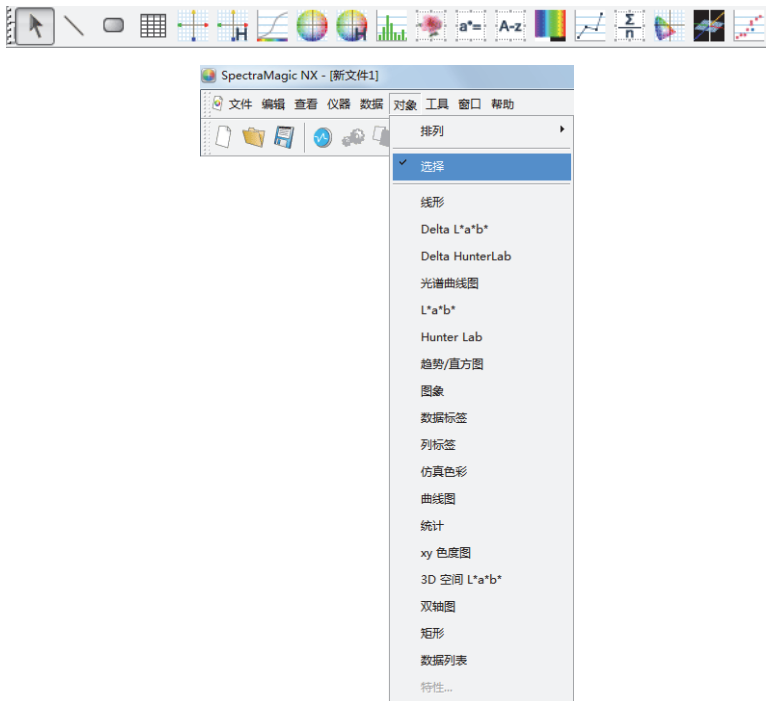 H H a*= A-z Σ n
SpectraMagic NX - [新文件1]
文件 编辑 查看 仪器 数据 对象 工具 窗口 帮助
排列
选择
线形
Delta L*a*b*
Delta HunterLab
光谱曲线图
L*a*b*
Hunter Lab
趋势/直方图
图象
数据标签
列标签
仿真色彩
曲线图
统计
xy 色度图
3D 空间 L*a*b*
双轴图
矩形
数据列表
特性...